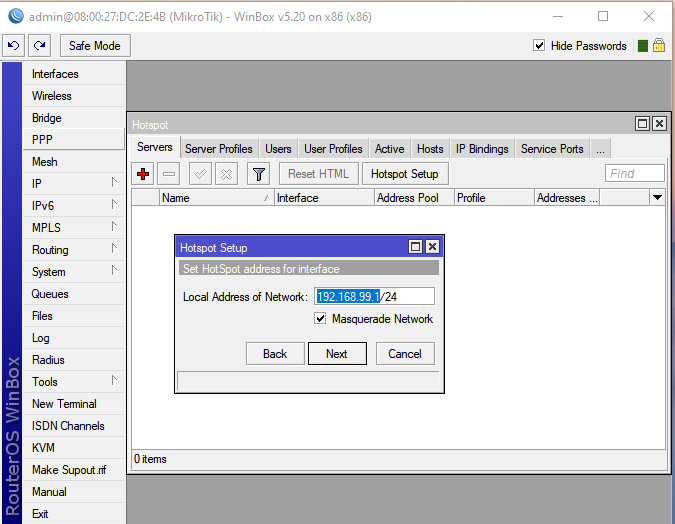 admin@08:00:27:DC:2E:4B (MikroTik) - WinBox v5.20 on x86 (x86)
Safe Mode
Hide Passwords
Interfaces
Wireless
Bridge
PPP
Mesh
IP
IPv6
MPLS
Routing
System
Queues
Files
Log
Radius
Tools
New Terminal
ISDN Channels
KVM
Make Supout.rif
Manual
Exit
RouterOS WinBox
Hotspot
Servers Server Profiles Users User Profiles Active Hosts IP Bindings Service Ports ...
Reset HTML Hotspot Setup Find
Name Interface Address Pool Profile Addresses ...
Hotspot Setup
Set HotSpot address for interface
Local Address of Network: 192.168.99.1/24
Masquerade Network
Back Next Cancel
0 items